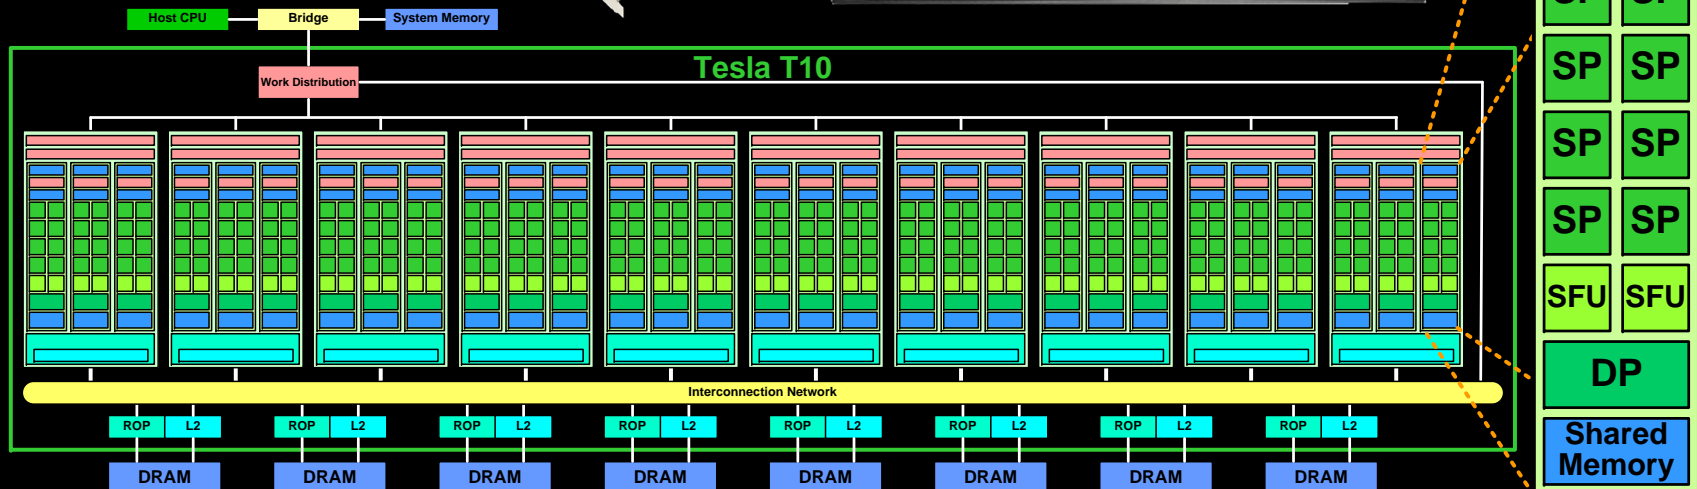 Host CPU Bridge System Memory
Tesla T10
Work Distribution
SP SP
SP SP
SP SP
SP SP
SFU SFU
DP
Shared
Memory
Interconnection Network
ROP L2 ROP L2 ROP L2 ROP L2 ROP L2 ROP L2 ROP L2 ROP L2
DRAM DRAM DRAM DRAM DRAM DRAM DRAM DRAM